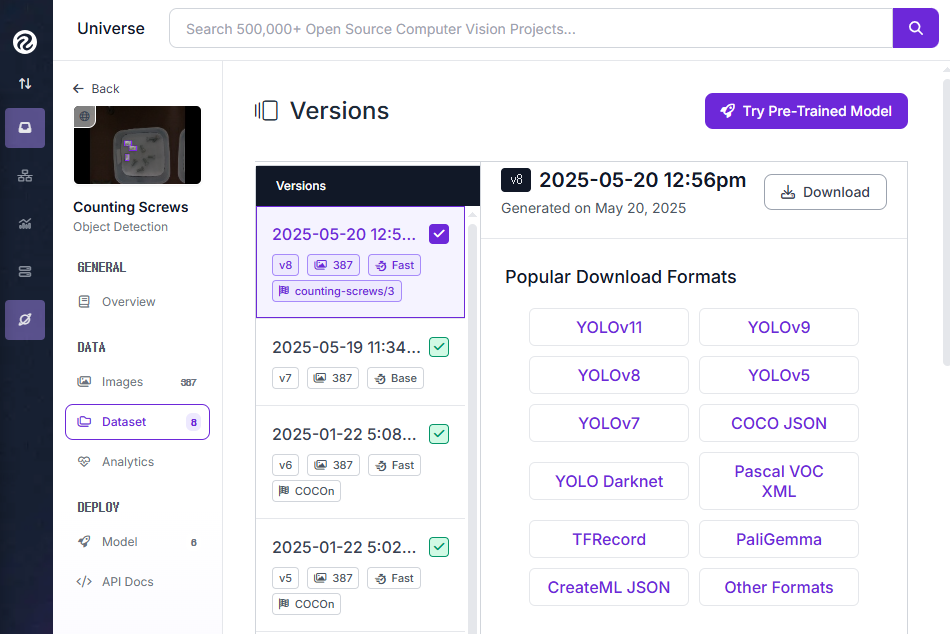 Universe
Search 500,000+ Open Source Computer Vision Projects...
Back
Counting Screws
Object Detection
GENERAL
Overview
DATA
Images 387
Dataset 8
Analytics
DEPLOY
Model 6
API Docs
Versions
Try Pre-Trained Model
Versions
2025-05-20 12:5...
v8 387 Fast
counting-screws/3
2025-05-19 11:34...
v7 387 Base
2025-01-22 5:08...
v6 387 Fast
COCOn
2025-01-22 5:02...
v5 387 Fast
COCOn
v8 2025-05-20 12:56pm
Generated on May 20, 2025
Download
Popular Download Formats
YOLOv11 YOLOv9
YOLOv8 YOLOv5
YOLOv7 COCO JSON
YOLO Darknet Pascal VOC
XML
TFRecord PaliGemma
CreateML JSON Other Formats